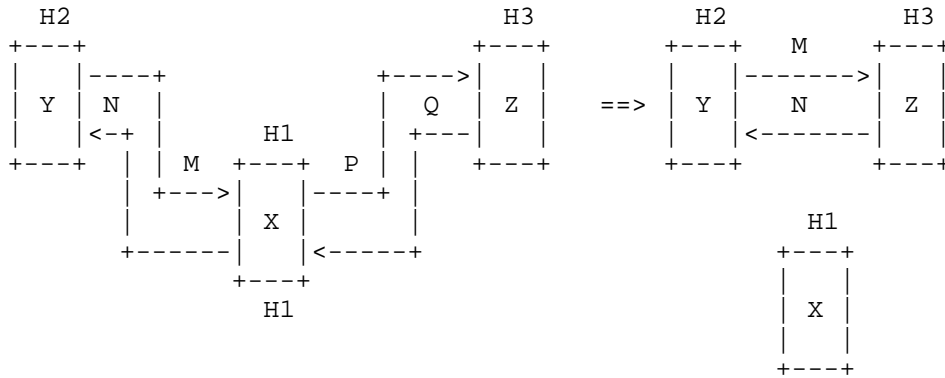 H2 H3 H2 H3
+---+ +---+ +---+ M +---+
| |-----+ +---->| | | |------->| |
| Y | N | | Q | Z | ==> | Y | N | Z |
| |<-+ | | +---| | | |<-------| |
+---+ | | H1 | | +---+ +---+ +---+
| | M +---+ P | |
| +--->| |----+ |
| | X | | H1
+------| |<-----+ +---+
+---+ | |
H1 | X |
| |
+---+